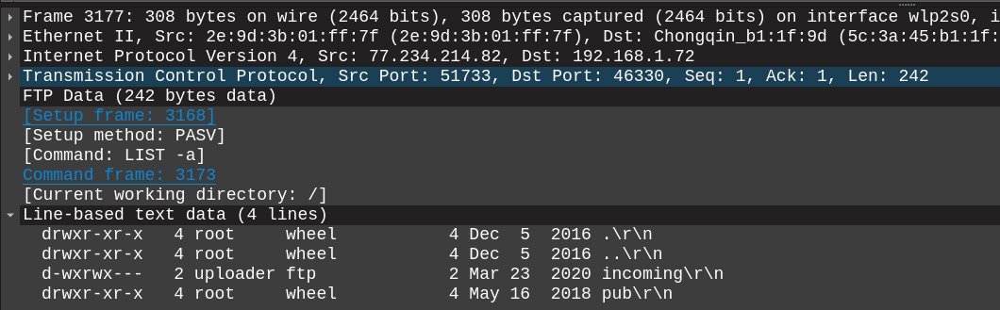 Frame 3177: 308 bytes on wire (2464 bits), 308 bytes captured (2464 bits) on interface wlp2s0, i
Ethernet II, Src: 2e:9d:3b:01:ff:7f (2e:9d:3b:01:ff:7f), Dst: Chongqin_b1:1f:9d (5c:3a:45:b1:1f:
Internet Protocol Version 4, Src: 77.234.214.82, Dst: 192.168.1.72
Transmission Control Protocol, Src Port: 51733, Dst Port: 46330, Seq: 1, Ack: 1, Len: 242
FTP Data (242 bytes data)
[Setup frame: 3168]
[Setup method: PASV]
[Command: LIST -a]
Command frame: 3173
[Current working directory: /]
Line-based text data (4 lines)
drwxr-xr-x   4 root     wheel            4 Dec  5  2016 .\r\n
drwxr-xr-x   4 root     wheel            4 Dec  5  2016 ..\r\n
d-wxrwx---   2 uploader ftp              2 Mar 23  2020 incoming\r\n
drwxr-xr-x   4 root     wheel            4 May 16  2018 pub\r\n